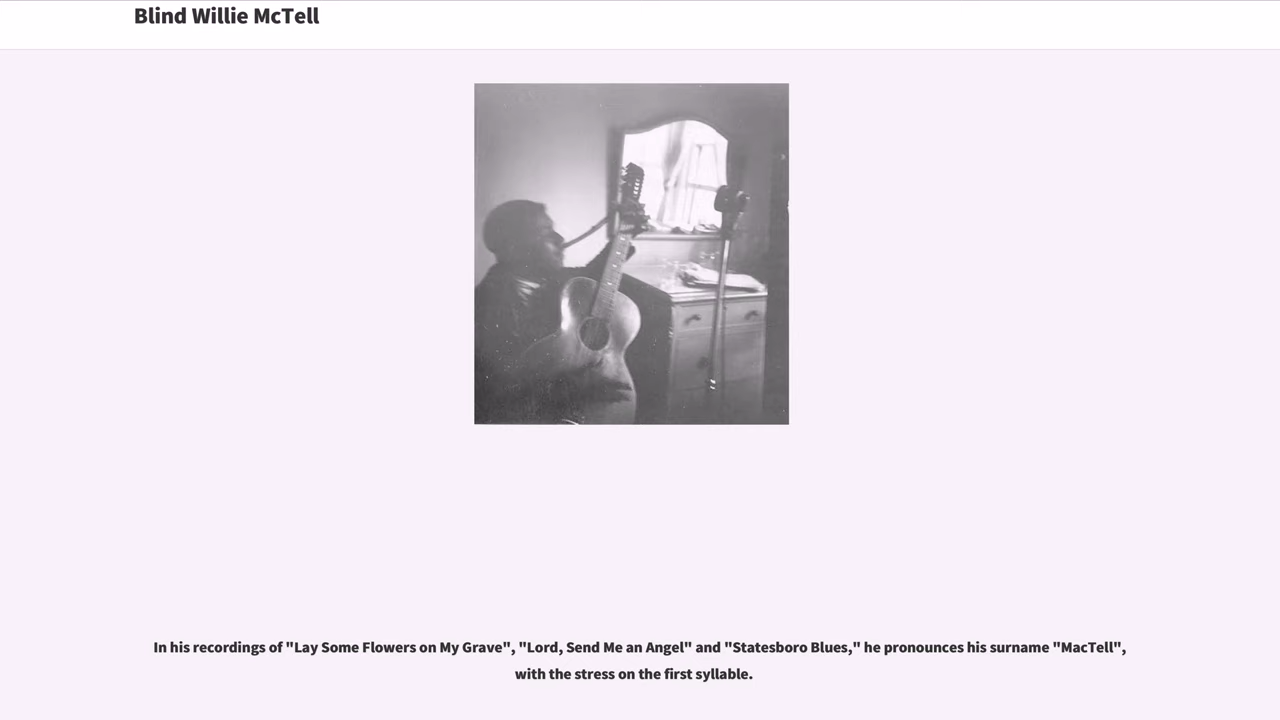 Blind Willie McTell
In his recordings of "Lay Some Flowers on My Grave", "Lord, Send Me an Angel" and "Statesboro Blues," he pronounces his surname "MacTell",
with the stress on the first syllable.